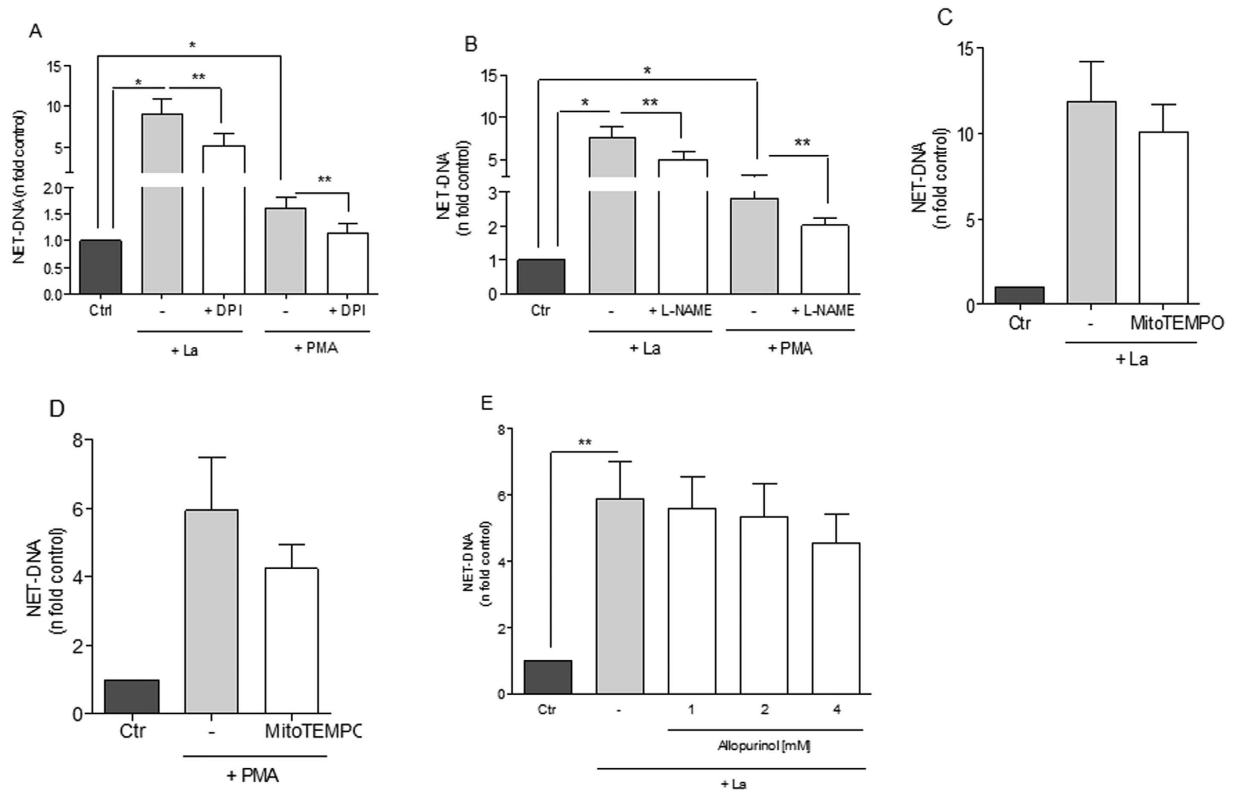 A
NET-DNA (n fold control)
15
10
5
2.0
1.5
1.0
0.5
0.0
*
*
**
**
Ctrl
-
+ DPI
-
+ DPI
+ La
+ PMA
B
NET-DNA
(n fold control)
15
10
5
3
2
1
0
*
*
**
**
Ctr
-
+ L-NAME
-
+ L-NAME
+ La
+ PMA
C
NET-DNA
(n fold control)
15
10
5
0
Ctr
-
MitoTEMPO
+ La
D
NET-DNA
(n fold control)
8
6
4
2
0
Ctr
-
MitoTEMPC
+ PMA
E
NET-DNA
(n fold control)
8
6
4
2
0
**
Ctr
-
1
2
4
Allopurinol [mM]
+ La